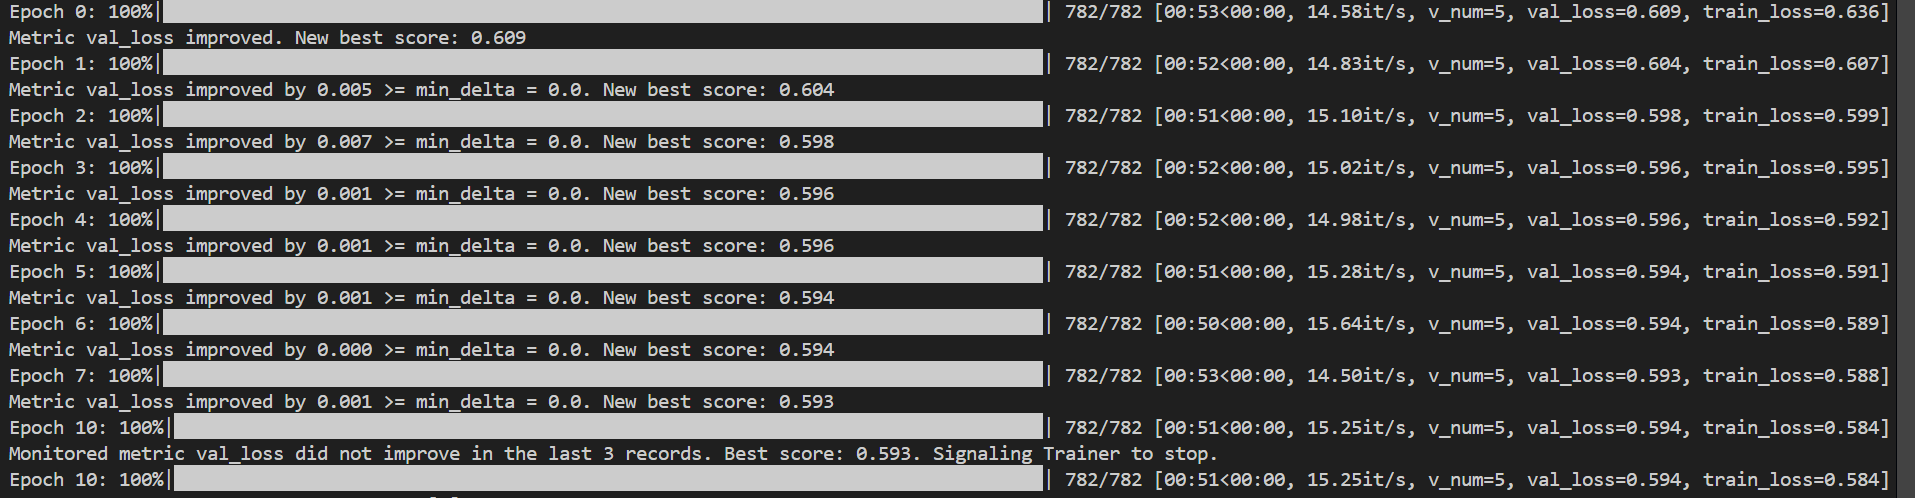 Epoch 0: 100%|| 782/782 [00:53<00:00, 14.58it/s, v_num=5, val_loss=0.609, train_loss=0.636]
Metric val_loss improved. New best score: 0.609
Epoch 1: 100%|| 782/782 [00:52<00:00, 14.83it/s, v_num=5, val_loss=0.604, train_loss=0.607]
Metric val_loss improved by 0.005 >= min_delta = 0.0. New best score: 0.604
Epoch 2: 100%|| 782/782 [00:51<00:00, 15.10it/s, v_num=5, val_loss=0.598, train_loss=0.599]
Metric val_loss improved by 0.007 >= min_delta = 0.0. New best score: 0.598
Epoch 3: 100%|| 782/782 [00:52<00:00, 15.02it/s, v_num=5, val_loss=0.596, train_loss=0.595]
Metric val_loss improved by 0.001 >= min_delta = 0.0. New best score: 0.596
Epoch 4: 100%|| 782/782 [00:52<00:00, 14.98it/s, v_num=5, val_loss=0.596, train_loss=0.592]
Metric val_loss improved by 0.001 >= min_delta = 0.0. New best score: 0.596
Epoch 5: 100%|| 782/782 [00:51<00:00, 15.28it/s, v_num=5, val_loss=0.594, train_loss=0.591]
Metric val_loss improved by 0.001 >= min_delta = 0.0. New best score: 0.594
Epoch 6: 100%|| 782/782 [00:50<00:00, 15.64it/s, v_num=5, val_loss=0.594, train_loss=0.589]
Metric val_loss improved by 0.000 >= min_delta = 0.0. New best score: 0.594
Epoch 7: 100%|| 782/782 [00:53<00:00, 14.50it/s, v_num=5, val_loss=0.593, train_loss=0.588]
Metric val_loss improved by 0.001 >= min_delta = 0.0. New best score: 0.593
Epoch 10: 100%|| 782/782 [00:51<00:00, 15.25it/s, v_num=5, val_loss=0.594, train_loss=0.584]
Monitored metric val_loss did not improve in the last 3 records. Best score: 0.593. Signaling Trainer to stop.
Epoch 10: 100%|| 782/782 [00:51<00:00, 15.25it/s, v_num=5, val_loss=0.594, train_loss=0.584]